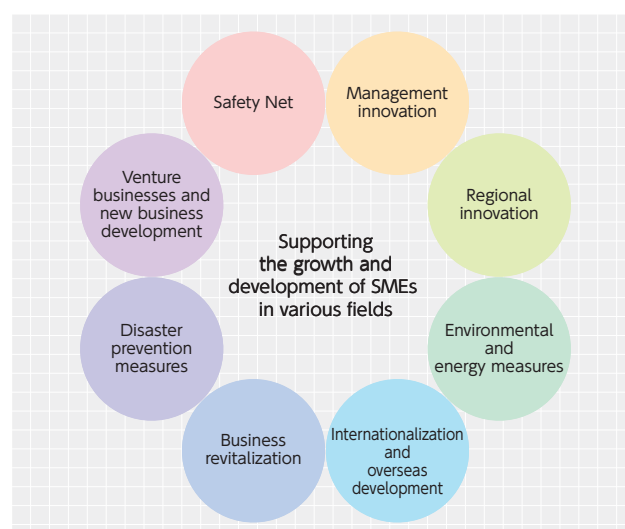 Safety Net
Management
innovation
Regional
innovation
Environmental
and
energy measures
Internationalization
and
overseas
development
Business
revitalization
Disaster
prevention
measures
Venture
businesses and
new business
development
Supporting
the growth and
development of SMEs
in various fields